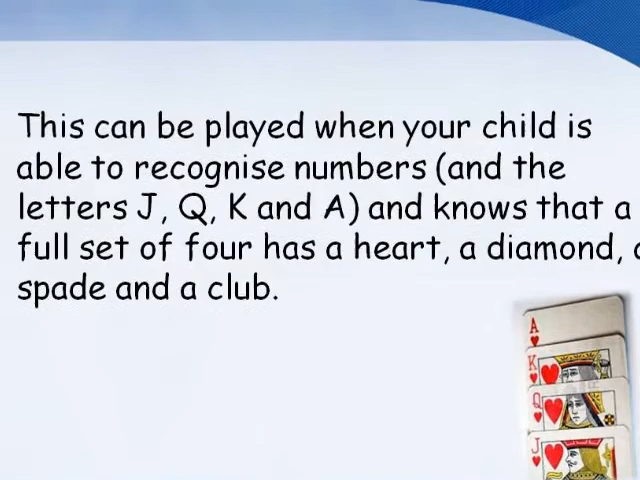 This can be played when your child is
able to recognise numbers (and the
letters J, Q, K and A) and knows that a
full set of four has a heart, a diamond, a
spade and a club.
A
K
Q
J